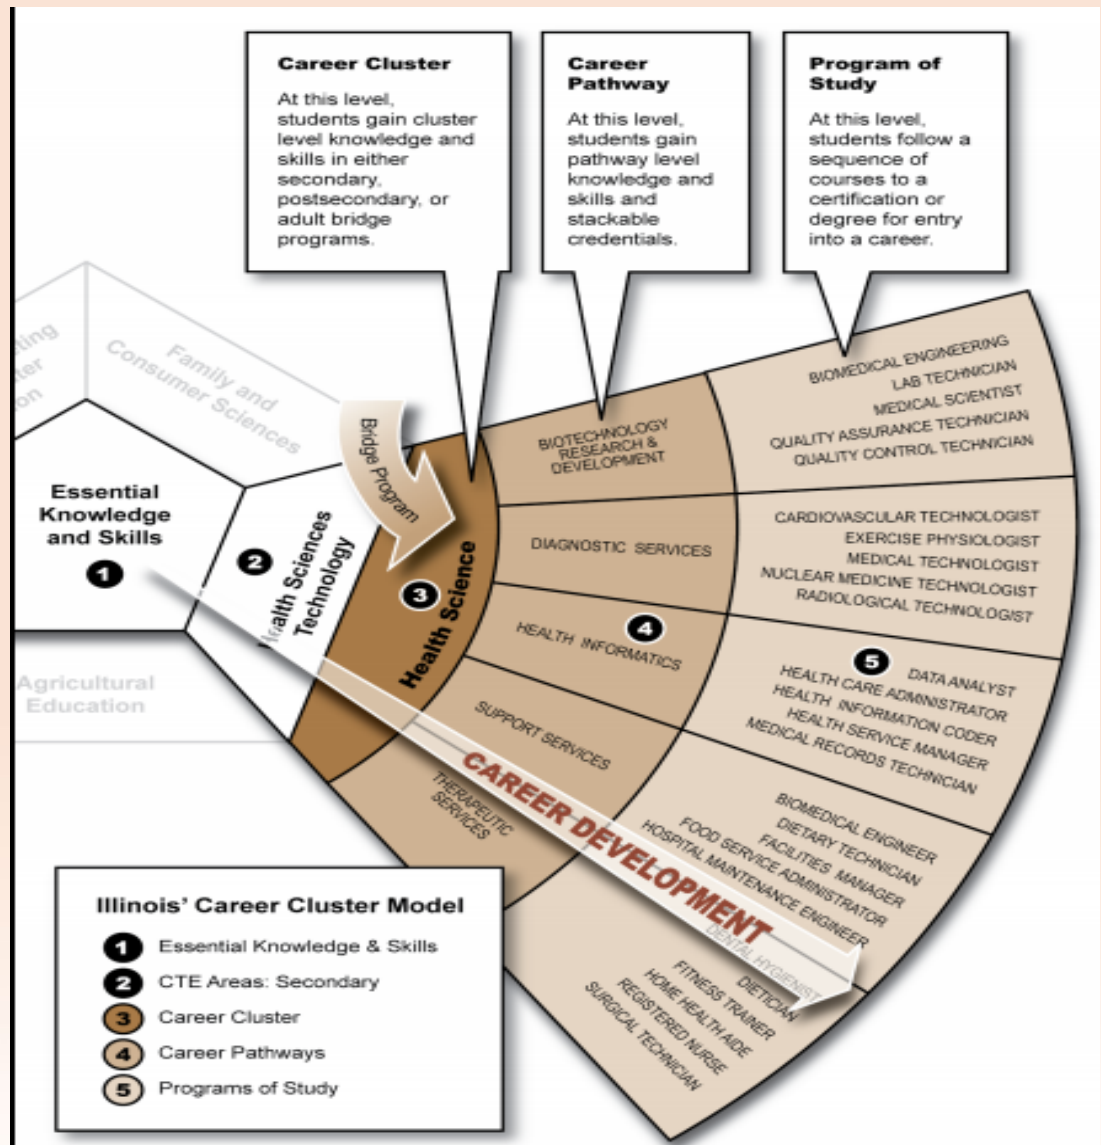 Career Cluster
At this level,
students gain cluster
level knowledge and
skills in either
secondary,
postsecondary, or
adult bridge
programs.
Career
Pathway
At this level,
students gain
pathway level
knowledge and
skills and
stackable
credentials.
Program of
Study
At this level,
students follow a
sequence of
courses to a
certification or
degree for entry
into a career.
Family and
Consumer Sciences
Bridge Program
Essential
Knowledge
and Skills
1
2
Health Sciences
Technology
3
Health Science
Agricultural
Education
BIOTECHNOLOGY
RESEARCH &
DEVELOPMENT
DIAGNOSTIC SERVICES
4
HEALTH INFORMATICS
SUPPORT SERVICES
THERAPEUTIC
SERVICES
BIOMEDICAL ENGINEERING
LAB TECHNICIAN
MEDICAL SCIENTIST
QUALITY ASSURANCE TECHNICIAN
QUALITY CONTROL TECHNICIAN
CARDIOVASCULAR TECHNOLOGIST
EXERCISE PHYSIOLOGIST
MEDICAL TECHNOLOGIST
NUCLEAR MEDICINE TECHNOLOGIST
RADIOLOGICAL TECHNOLOGIST
5
DATA ANALYST
HEALTH CARE ADMINISTRATOR
HEALTH INFORMATION CODER
HEALTH SERVICE MANAGER
MEDICAL RECORDS TECHNICIAN
BIOMEDICAL ENGINEER
DIETARY TECHNICIAN
FACILITIES MANAGER
FOOD SERVICE ADMINISTRATOR
HOSPITAL MAINTENANCE ENGINEER
DENTAL HYGIENIST
DIETICIAN
FITNESS TRAINER
HOME HEALTH AIDE
REGISTERED NURSE
SURGICAL TECHNICIAN
CAREER DEVELOPMENT
Illinois' Career Cluster Model
1 Essential Knowledge & Skills
2 CTE Areas: Secondary
3 Career Cluster
4 Career Pathways
5 Programs of Study